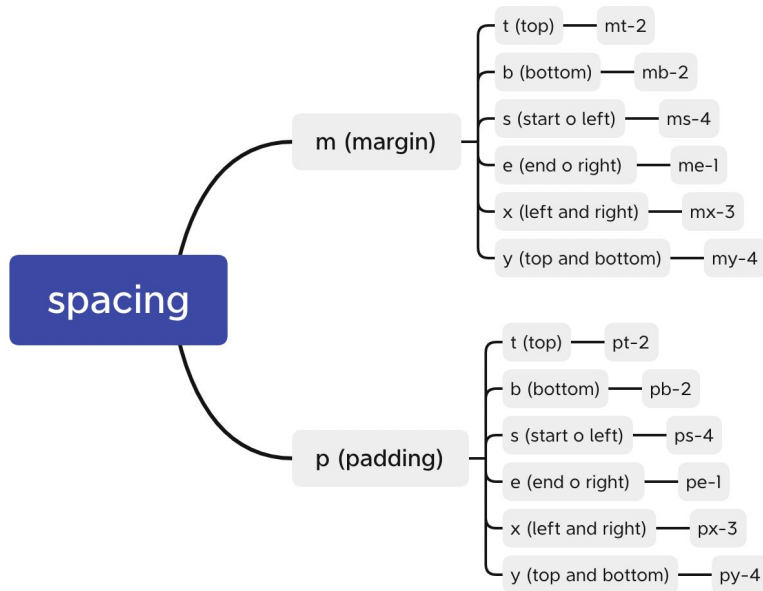 spacing
m (margin)
t (top)
mt-2
b (bottom)
mb-2
s (start o left)
ms-4
e (end o right)
me-1
x (left and right)
mx-3
y (top and bottom)
my-4
p (padding)
t (top)
pt-2
b (bottom)
pb-2
s (start o left)
ps-4
e (end o right)
pe-1
x (left and right)
px-3
y (top and bottom)
py-4